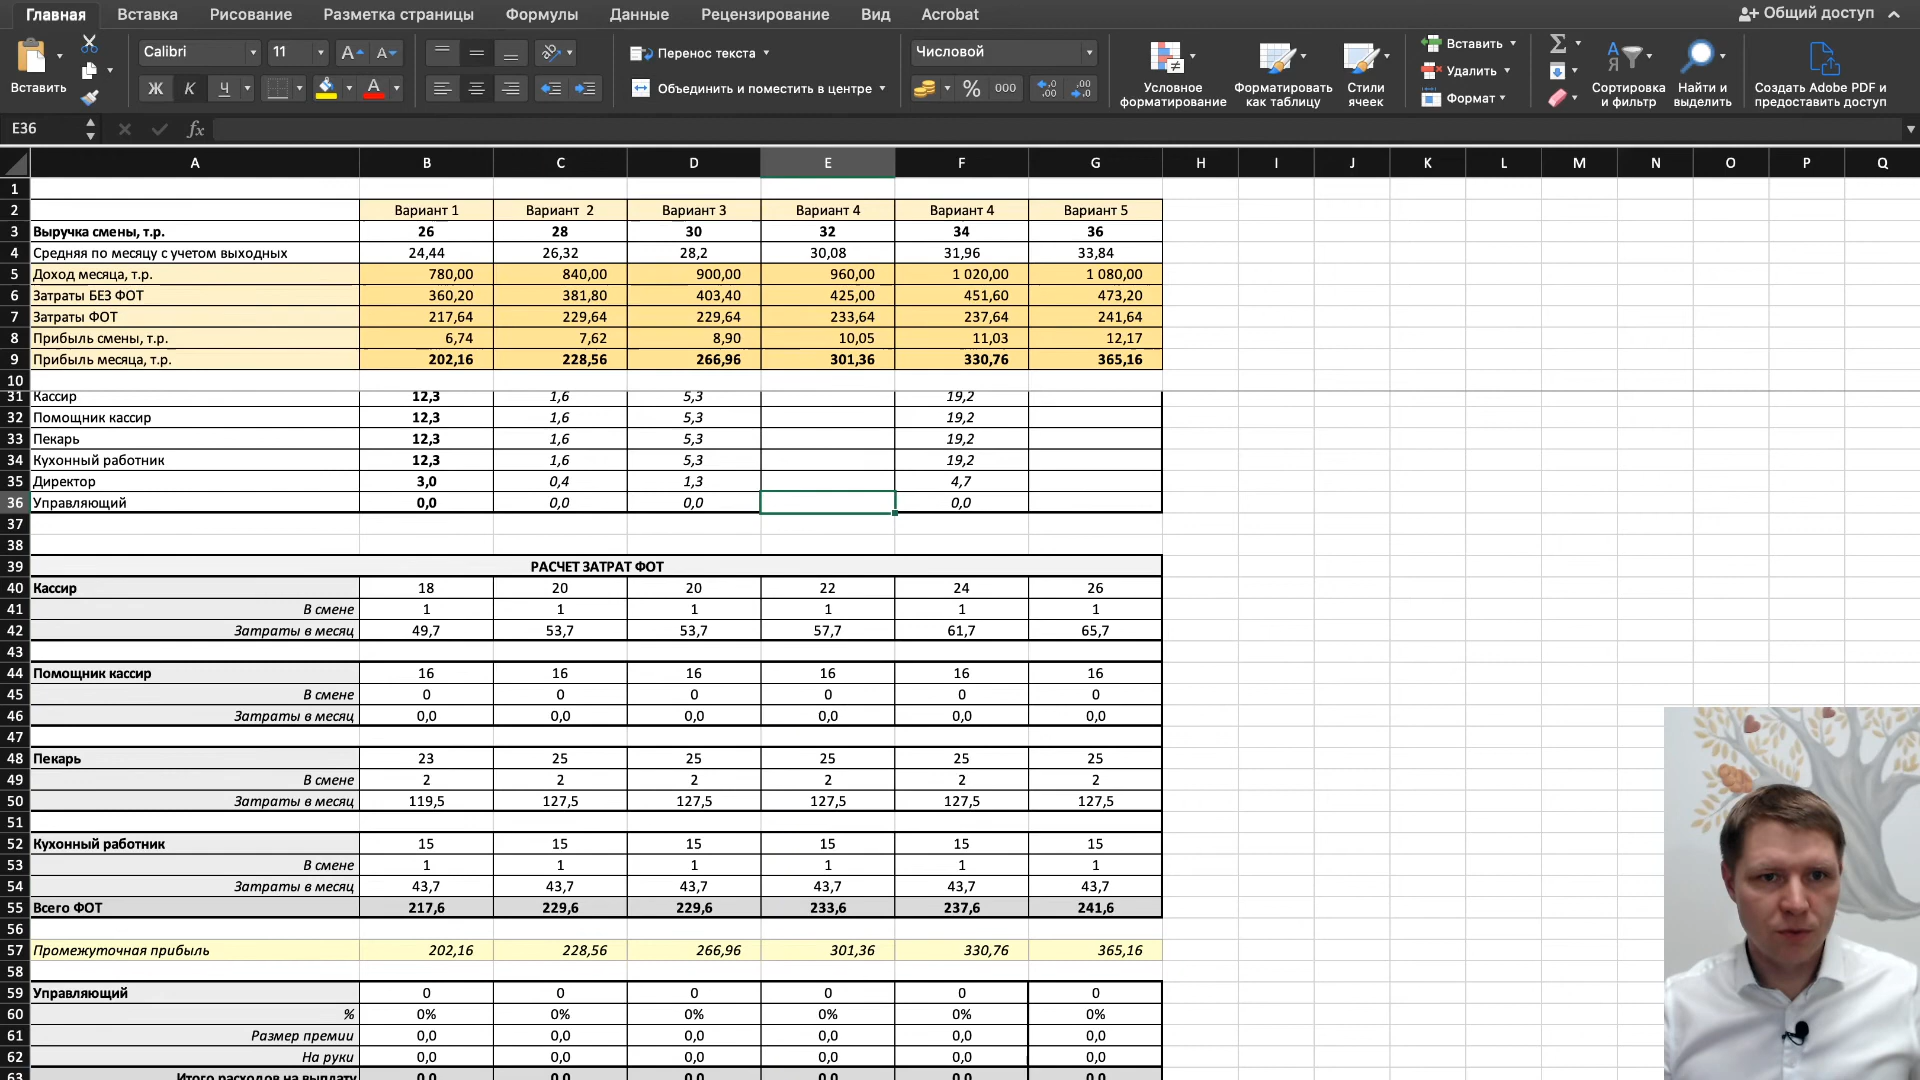 Главная Вставка Рисование Разметка страницы Формулы Данные Рецензирование Вид Acrobat Общий доступ
Calibri 11 Перенос текста Числовой Вставить
Вставить Ж К Ч Объединить и поместить в центре % 000 Удалить
Условное форматирование Форматировать как таблицу Стили ячеек Формат Сортировка и фильтр Найти и выделить Создать Adobe PDF и предоставить доступ
E36 fx
A B C D E F G H I J K L M N O P Q
1
2 Вариант 1 Вариант 2 Вариант 3 Вариант 4 Вариант 4 Вариант 5
3 Выручка смены, т.р. 26 28 30 32 34 36
4 Средняя по месяцу с учетом выходных 24,44 26,32 28,2 30,08 31,96 33,84
5 Доход месяца, т.р. 780,00 840,00 900,00 960,00 1 020,00 1 080,00
6 Затраты БЕЗ ФОТ 360,20 381,80 403,40 425,00 451,60 473,20
7 Затраты ФОТ 217,64 229,64 229,64 233,64 237,64 241,64
8 Прибыль смены, т.р. 6,74 7,62 8,90 10,05 11,03 12,17
9 Прибыль месяца, т.р. 202,16 228,56 266,96 301,36 330,76 365,16
10
31 Кассир 12,3 1,6 5,3 19,2
32 Помощник кассир 12,3 1,6 5,3 19,2
33 Пекарь 12,3 1,6 5,3 19,2
34 Кухонный работник 12,3 1,6 5,3 19,2
35 Директор 3,0 0,4 1,3 4,7
36 Управляющий 0,0 0,0 0,0 0,0
37
38
39 РАСЧЕТ ЗАТРАТ ФОТ
40 Кассир 18 20 20 22 24 26
41 В смене 1 1 1 1 1 1
42 Затраты в месяц 49,7 53,7 53,7 57,7 61,7 65,7
43
44 Помощник кассир 16 16 16 16 16 16
45 В смене 0 0 0 0 0 0
46 Затраты в месяц 0,0 0,0 0,0 0,0 0,0 0,0
47
48 Пекарь 23 25 25 25 25 25
49 В смене 2 2 2 2 2 2
50 Затраты в месяц 119,5 127,5 127,5 127,5 127,5 127,5
51
52 Кухонный работник 15 15 15 15 15 15
53 В смене 1 1 1 1 1 1
54 Затраты в месяц 43,7 43,7 43,7 43,7 43,7 43,7
55 Всего ФОТ 217,6 229,6 229,6 233,6 237,6 241,6
56
57 Промежуточная прибыль 202,16 228,56 266,96 301,36 330,76 365,16
58
59 Управляющий 0 0 0 0 0 0
60 % 0% 0% 0% 0% 0% 0%
61 Размер премии 0,0 0,0 0,0 0,0 0,0 0,0
62 На руки 0,0 0,0 0,0 0,0 0,0 0,0
63 Итого расходов на выплату 0,0 0,0 0,0 0,0 0,0 0,0